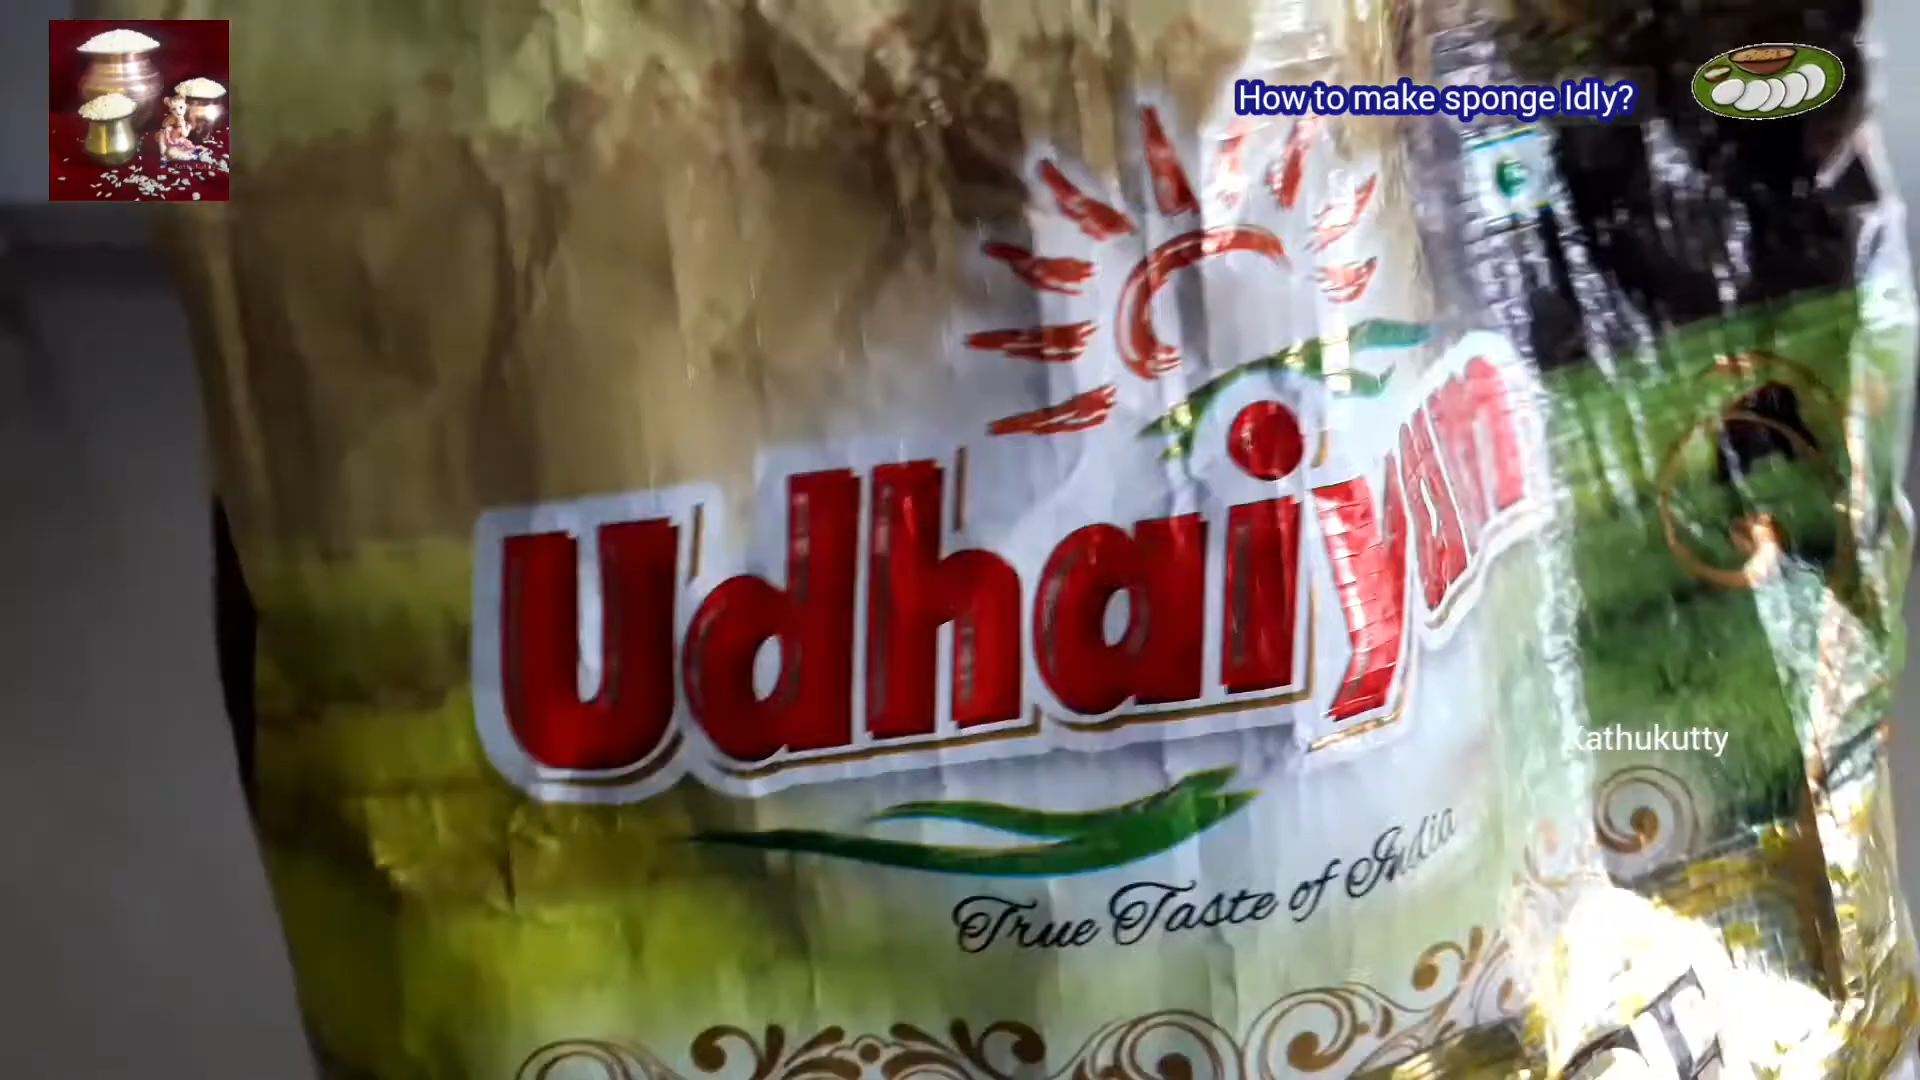 How to make sponge Idly?
Udhaiyam
Kathukutty
True Taste of India